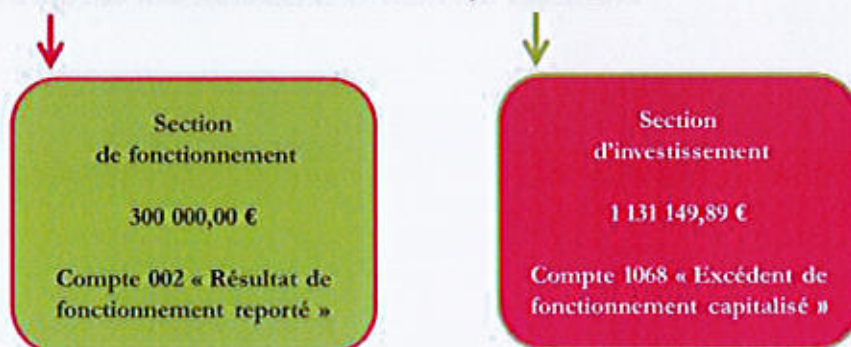 Section
de fonctionnement
300 000,00 €
Compte 002 « Résultat de
fonctionnement reporté »
Section
d'investissement
1 131 149,89 €
Compte 1068 « Excédent de
fonctionnement capitalisé »